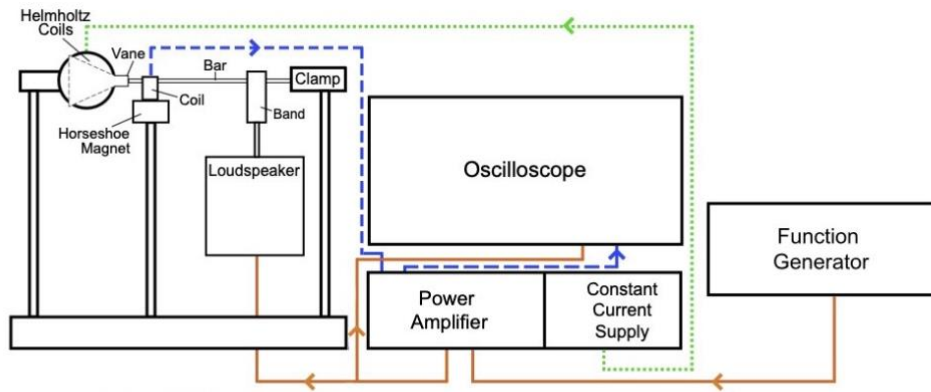 Helmholtz
Coils
Vane
Bar
Clamp
Coil
Band
Horseshoe
Magnet
Loudspeaker
Oscilloscope
Function
Generator
Power
Amplifier
Constant
Current
Supply